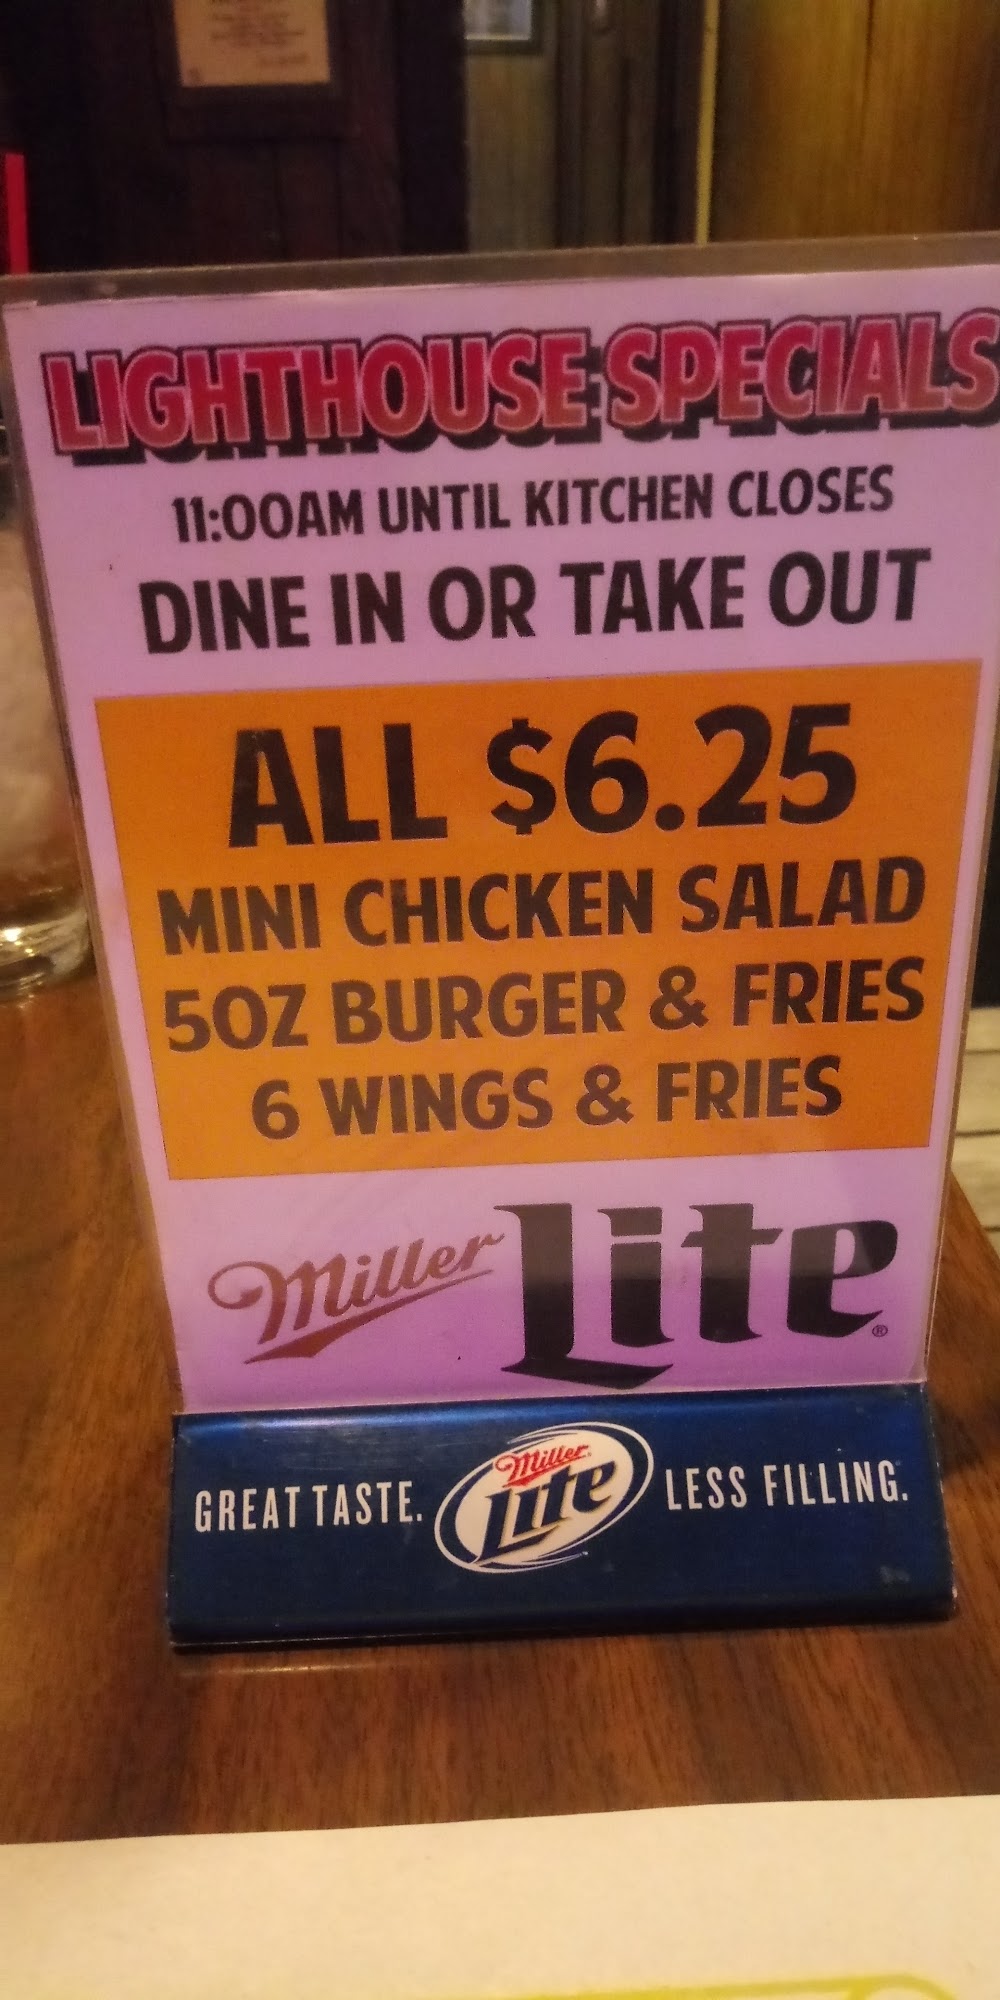 LIGHTHOUSE SPECIALS
11:00AM UNTIL KITCHEN CLOSES
DINE IN OR TAKE OUT
ALL $6.25
MINI CHICKEN SALAD
5OZ BURGER & FRIES
6 WINGS & FRIES
Miller Lite®
GREAT TASTE. Miller Lite LESS FILLING.